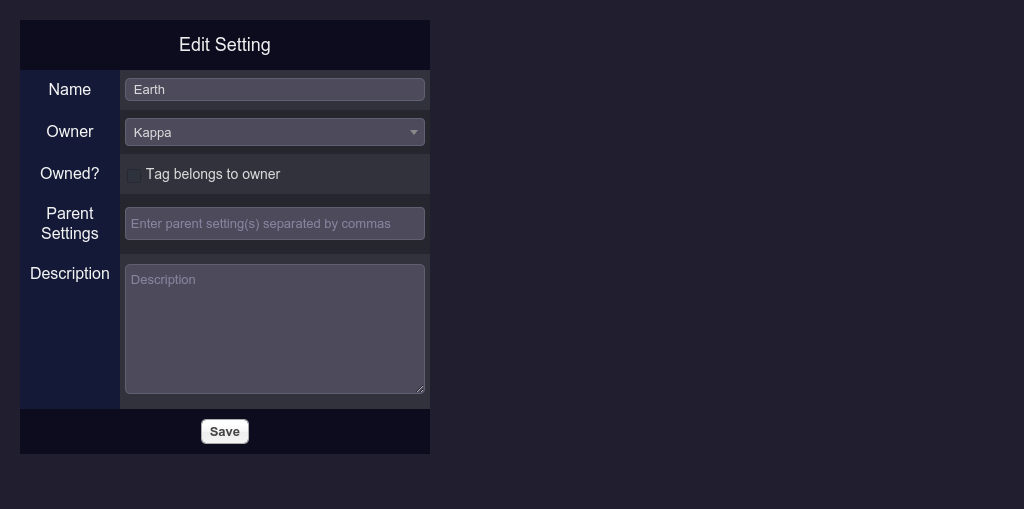 Edit Setting
Name
Earth
Owner
Kappa
Owned?
Tag belongs to owner
Parent
Settings
Enter parent setting(s) separated by commas
Description
Description
Save